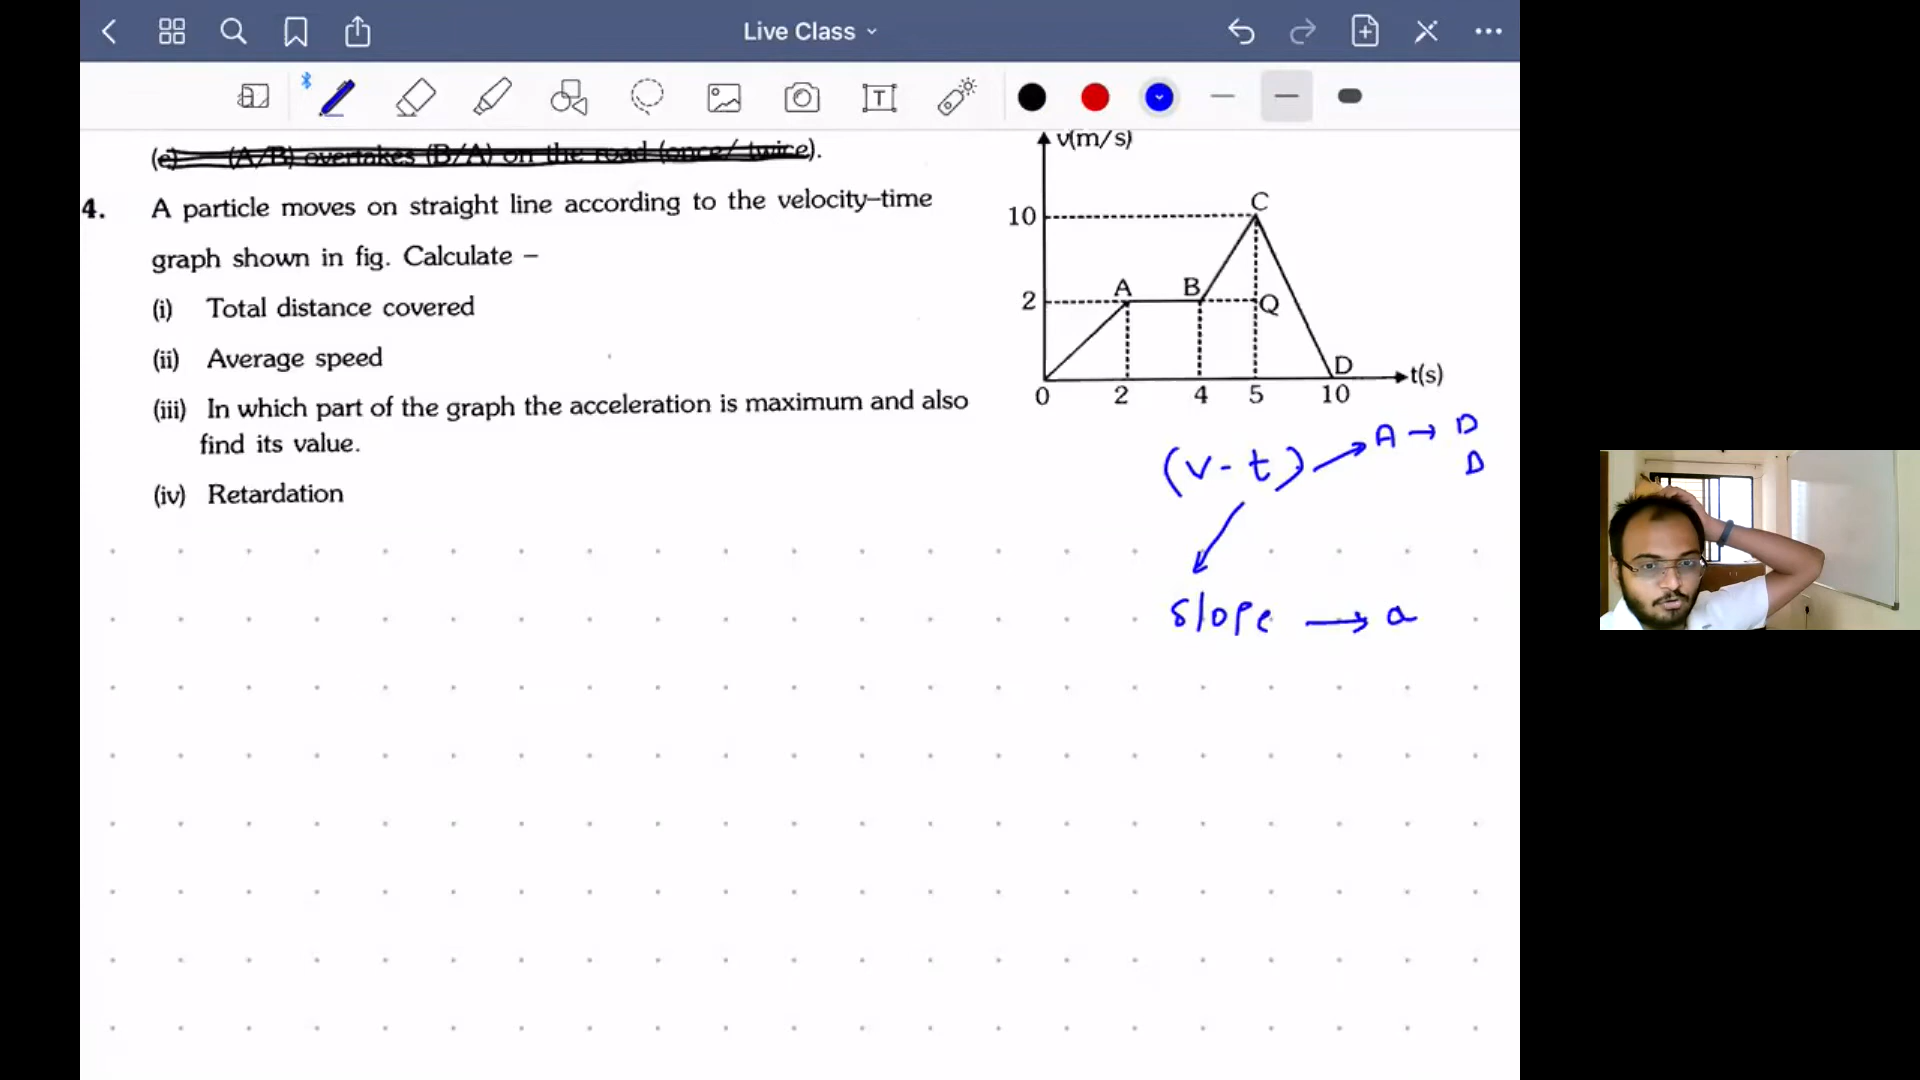 Live Class
(e) (A/B) overtakes (B/A) on the road (once/ twice).
4. A particle moves on straight line according to the velocity–time
graph shown in fig. Calculate –
(i) Total distance covered
(ii) Average speed
(iii) In which part of the graph the acceleration is maximum and also
find its value.
(iv) Retardation
v(m/s)
C
10
A B
2 Q
D
t(s)
0 2 4 5 10
(v - t) → A → D
D
slope → a